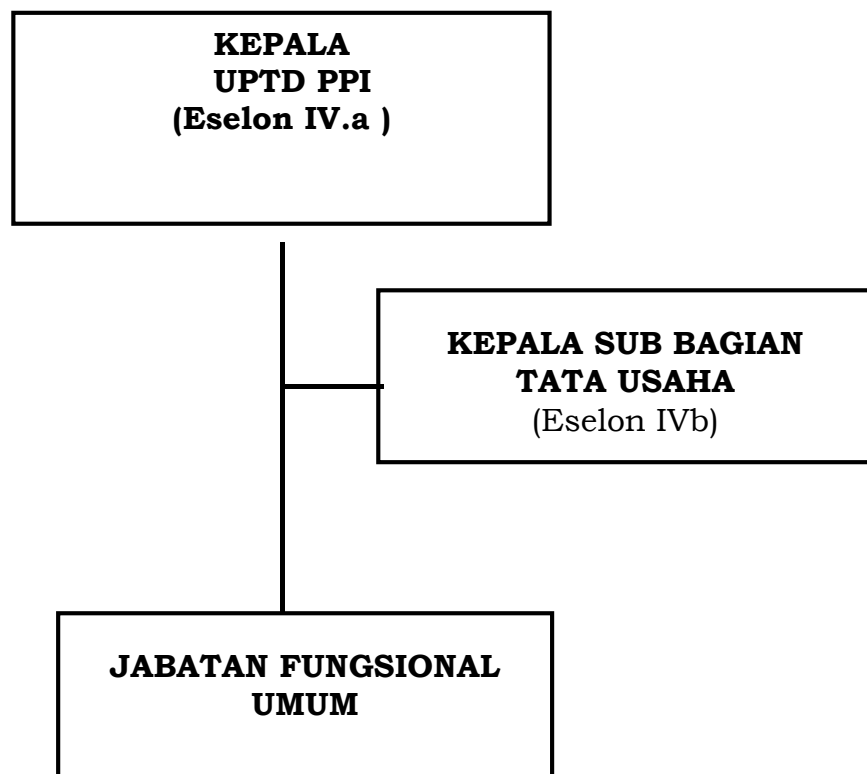 KEPALA
UPTD PPI
(Eselon IV.a )
KEPALA SUB BAGIAN
TATA USAHA
(Eselon IVb)
JABATAN FUNGSIONAL
UMUM